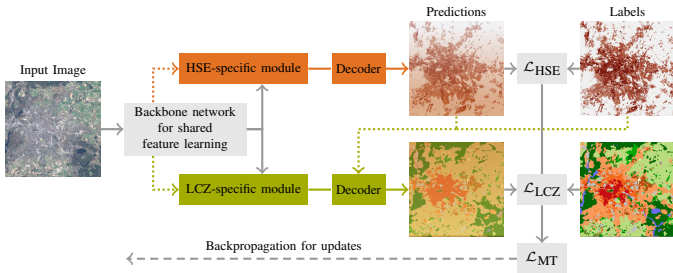 Predictions
Labels
Input Image
HSE-specific module
Decoder
ℒHSE
Backbone network
for shared
feature learning
LCZ-specific module
Decoder
ℒLCZ
Backpropagation for updates
ℒMT